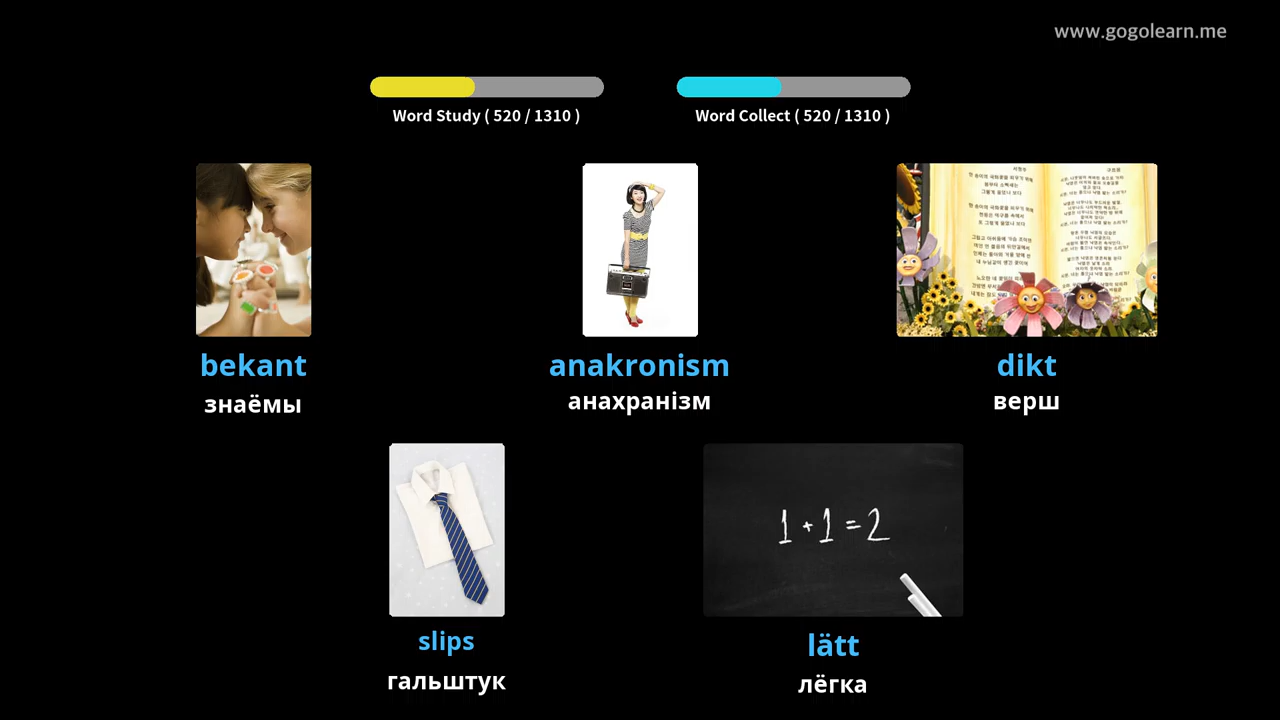 www.gogolearn.me
Word Study ( 520 / 1310 )
Word Collect ( 520 / 1310 )
bekant
anakronism
dikt
знаёмы
анахранізм
верш
1 + 1 = 2
slips
lätt
гальштук
лёгка